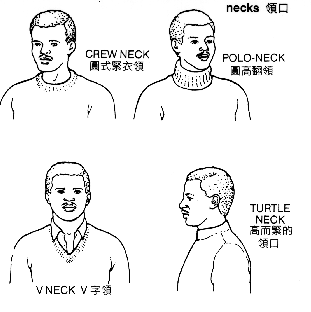 necks 領口
CREW NECK
圓式緊衣領
POLO-NECK
圓高翻領
V NECK V 字領
TURTLE
NECK
高而緊的
領口